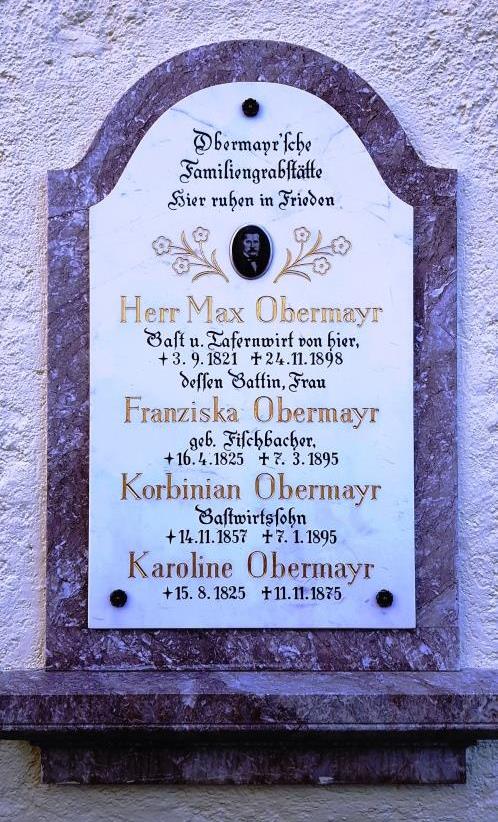 Obermayr'sche
Familiengrabstätte
Hier ruhen in Frieden
Herr Max Obermayr
Gast u. Tafernwirt von hier,
+3. 9. 1821 ✝24. 11. 1898
dessen Gattin, Frau
Franziska Obermayr
geb. Fischbacher,
+16. 4. 1825 ✝7. 3. 1895
Korbinian Obermayr
Gastwirtssohn
+14. 11. 1857 ✝7. 1. 1895
Karoline Obermayr
+15. 8. 1825 ✝11. 11. 1875